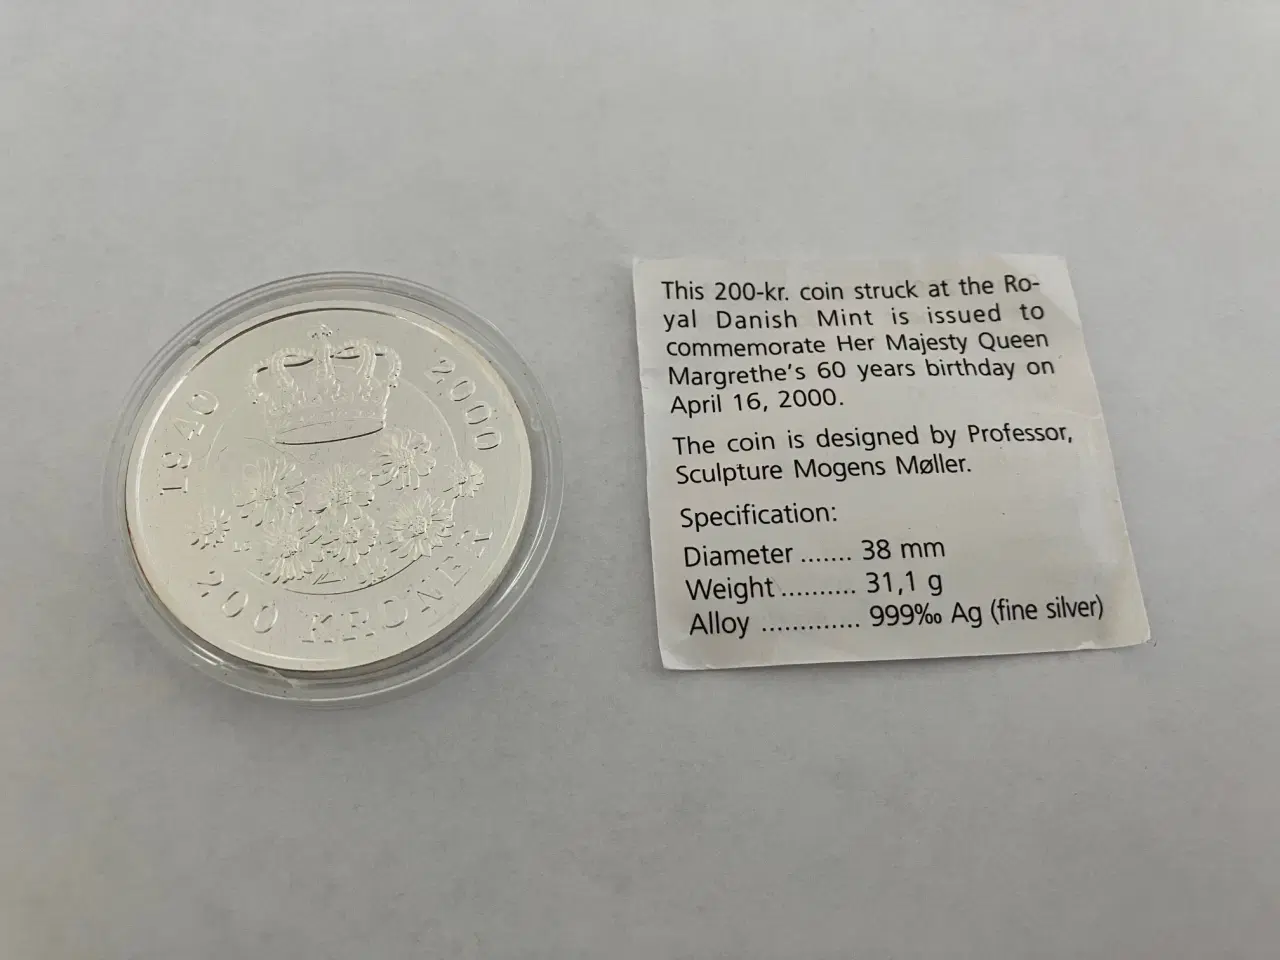 1940 2000
200 KRONER
This 200-kr. coin struck at the Ro-
yal Danish Mint is issued to
commemorate Her Majesty Queen
Margrethe's 60 years birthday on
April 16, 2000.
The coin is designed by Professor,
Sculpture Mogens Møller.
Specification:
Diameter ....... 38 mm
Weight .......... 31,1 g
Alloy ............. 999‰ Ag (fine silver)